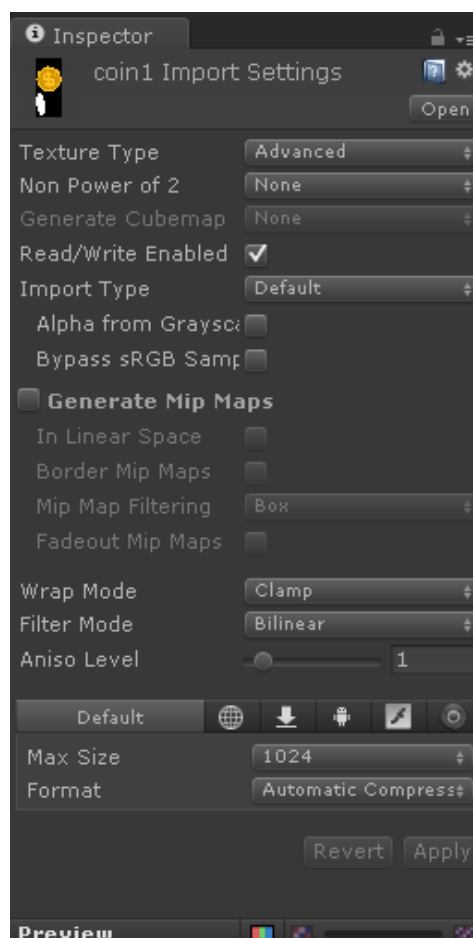 Inspector
coin1 Import Settings
Open
Texture Type Advanced
Non Power of 2 None
Generate Cubemap None
Read/Write Enabled
Import Type Default
Alpha from Graysca
Bypass sRGB Samp
Generate Mip Maps
In Linear Space
Border Mip Maps
Mip Map Filtering Box
Fadeout Mip Maps
Wrap Mode Clamp
Filter Mode Bilinear
Aniso Level 1
Default
Max Size 1024
Format Automatic Compress
Revert Apply
Preview